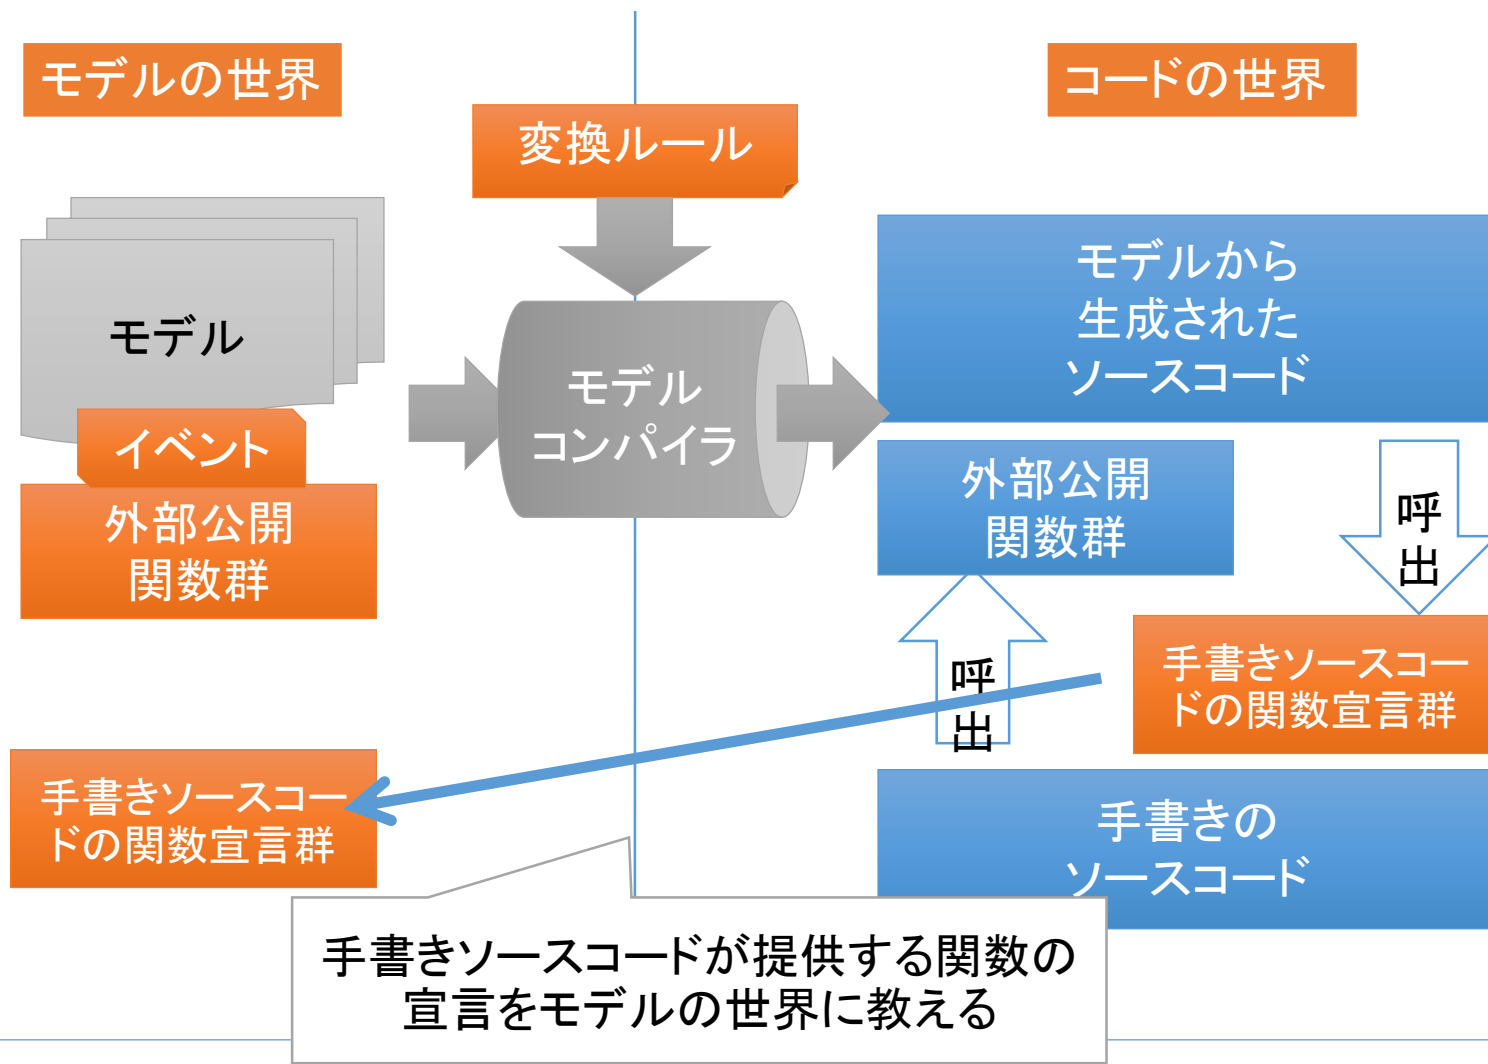 モデルの世界
コードの世界
変換ルール
モデルから
生成された
ソースコード
モデル
モデル
コンパイラ
イベント
外部公開
関数群
外部公開
関数群
呼
出
呼
出
手書きソースコー
ドの関数宣言群
手書きソースコー
ドの関数宣言群
手書きの
ソースコード
手書きソースコードが提供する関数の
宣言をモデルの世界に教える